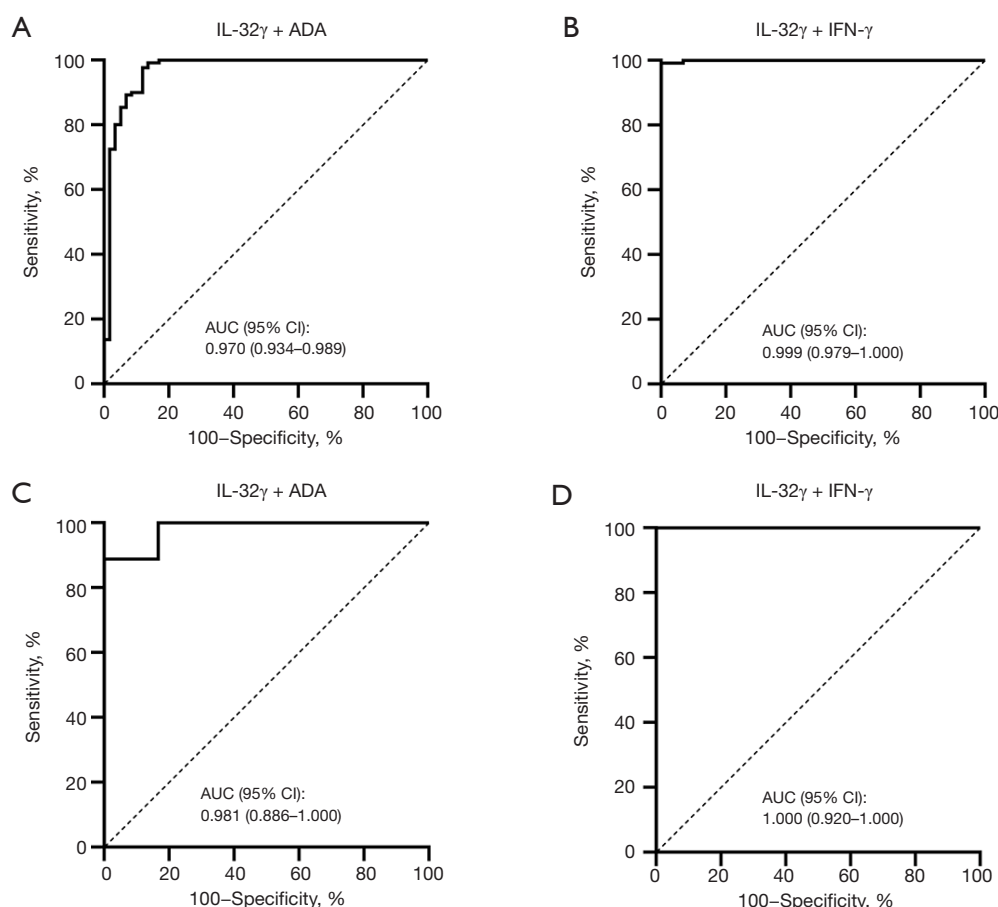 A
IL-32γ + ADA
100
80
60
40
20
0
Sensitivity, %
AUC (95% CI):
0.970 (0.934–0.989)
0 20 40 60 80 100
100–Specificity, %
B
IL-32γ + IFN-γ
100
80
60
40
20
0
Sensitivity, %
AUC (95% CI):
0.999 (0.979–1.000)
0 20 40 60 80 100
100–Specificity, %
C
IL-32γ + ADA
100
80
60
40
20
0
Sensitivity, %
AUC (95% CI):
0.981 (0.886–1.000)
0 20 40 60 80 100
100–Specificity, %
D
IL-32γ + IFN-γ
100
80
60
40
20
0
Sensitivity, %
AUC (95% CI):
1.000 (0.920–1.000)
0 20 40 60 80 100
100–Specificity, %